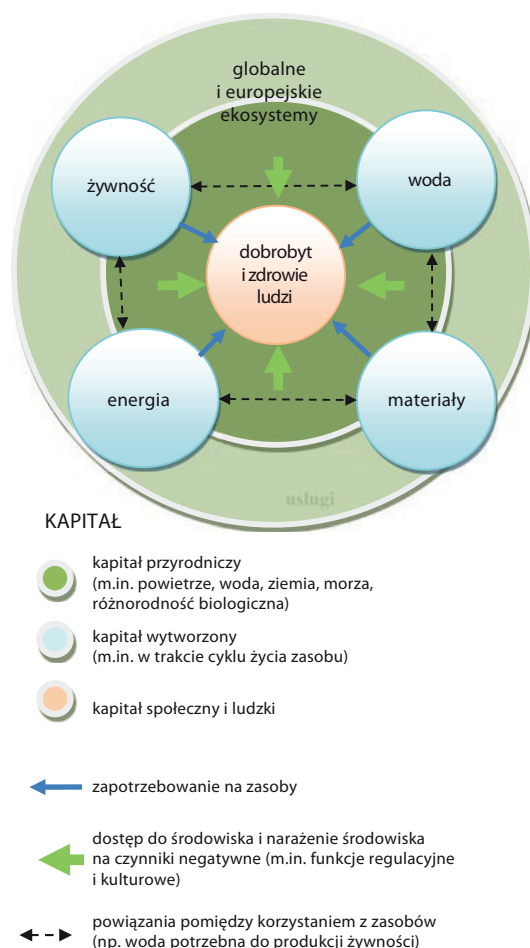 globalne
i europejskie
ekosystemy
żywność
woda
dobrobyt
i zdrowie
ludzi
energia
materiały
usługi
KAPITAŁ
kapitał przyrodniczy
(m.in. powietrze, woda, ziemia, morza,
różnorodność biologiczna)
kapitał wytworzony
(m.in. w trakcie cyklu życia zasobu)
kapitał społeczny i ludzki
zapotrzebowanie na zasoby
dostęp do środowiska i narażenie środowiska
na czynniki negatywne (m.in. funkcje regulacyjne
i kulturowe)
powiązania pomiędzy korzystaniem z zasobów
(np. woda potrzebna do produkcji żywności)